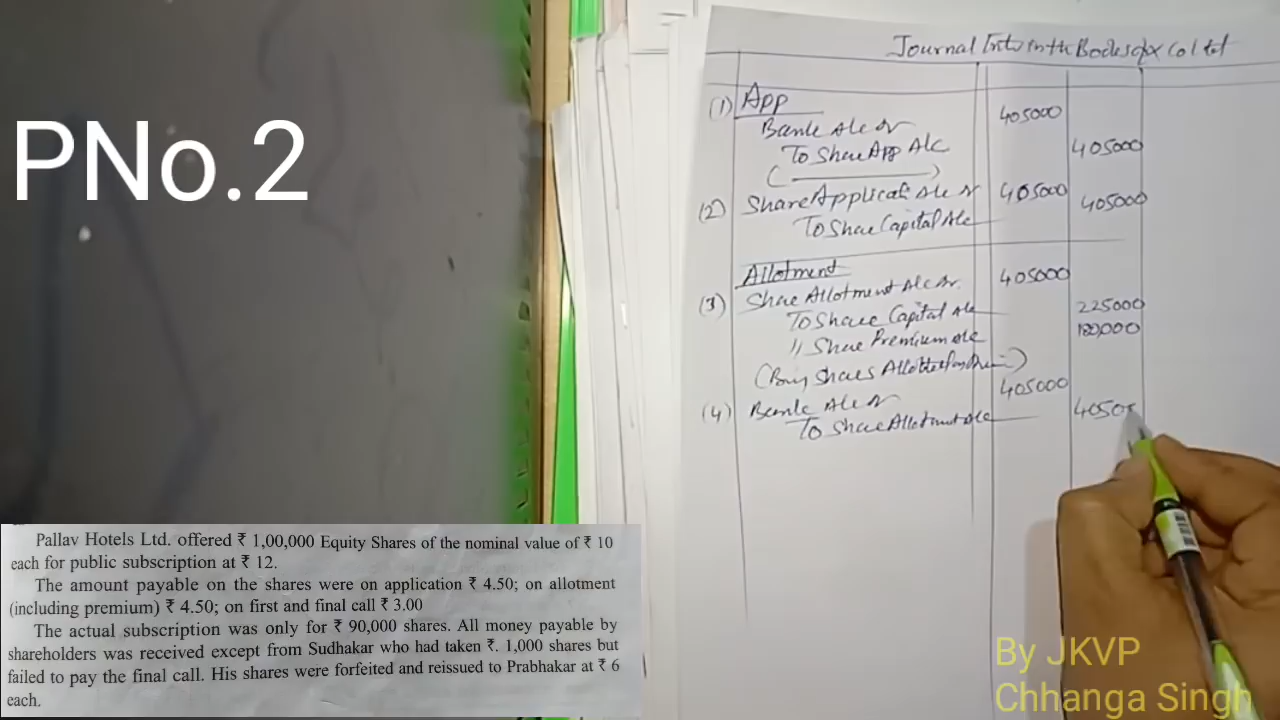 PNo.2
Journal in the Books of x Co Ltd
(1) App
Bank A/c Dr 405000
To Share App A/c 405000
(2) Share Applicati A/c Dr 405000
To Share Capital A/c 405000
Allotment
(3) Share Allotment A/c Dr. 405000
To Share Capital A/c 225000
" Share Premium A/c 180,000
(Being Shares Allotted
(4) Bank A/c Dr 405000
To Share Allotment A/c 4050
Pallav Hotels Ltd. offered ₹ 1,00,000 Equity Shares of the nominal value of ₹ 10
each for public subscription at ₹ 12.
The amount payable on the shares were on application ₹ 4.50; on allotment
(including premium) ₹ 4.50; on first and final call ₹ 3.00
The actual subscription was only for ₹ 90,000 shares. All money payable by
shareholders was received except from Sudhakar who had taken ₹. 1,000 shares but
failed to pay the final call. His shares were forfeited and reissued to Prabhakar at ₹ 6
each.
By JKVP
Chhanga Singh